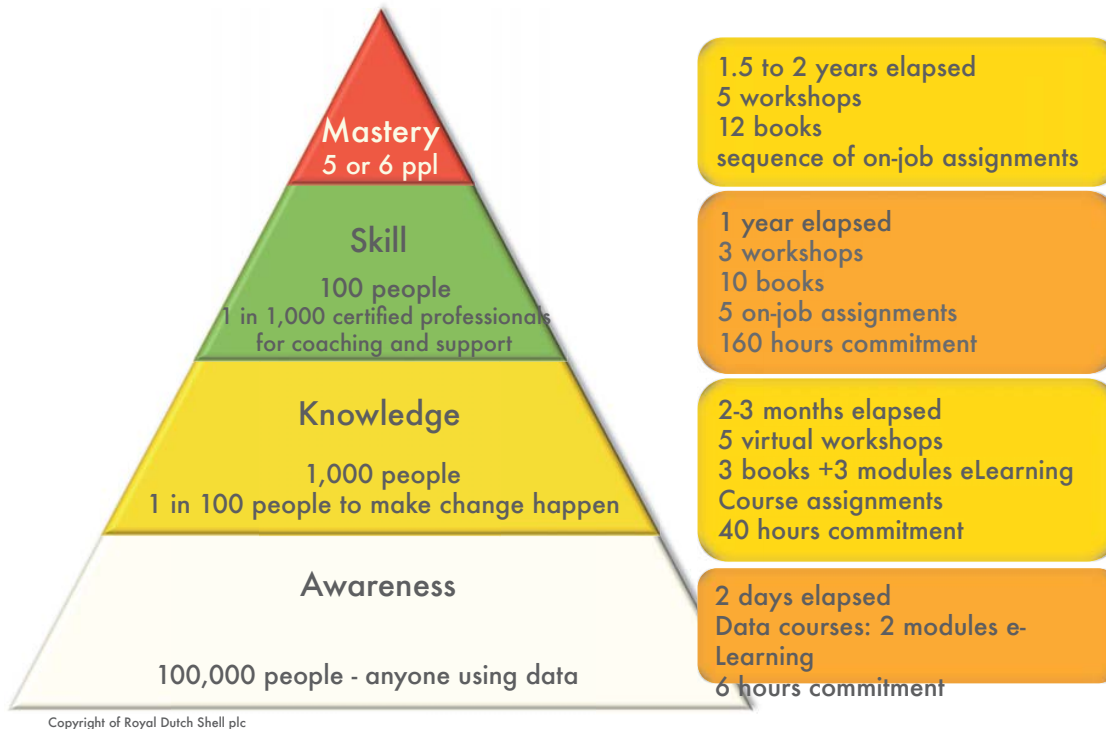 Mastery
5 or 6 ppl
1.5 to 2 years elapsed
5 workshops
12 books
sequence of on-job assignments
Skill
100 people
1 in 1,000 certified professionals
for coaching and support
1 year elapsed
3 workshops
10 books
5 on-job assignments
160 hours commitment
Knowledge
1,000 people
1 in 100 people to make change happen
2-3 months elapsed
5 virtual workshops
3 books +3 modules eLearning
Course assignments
40 hours commitment
Awareness
100,000 people - anyone using data
2 days elapsed
Data courses: 2 modules e-
Learning
6 hours commitment
Copyright of Royal Dutch Shell plc